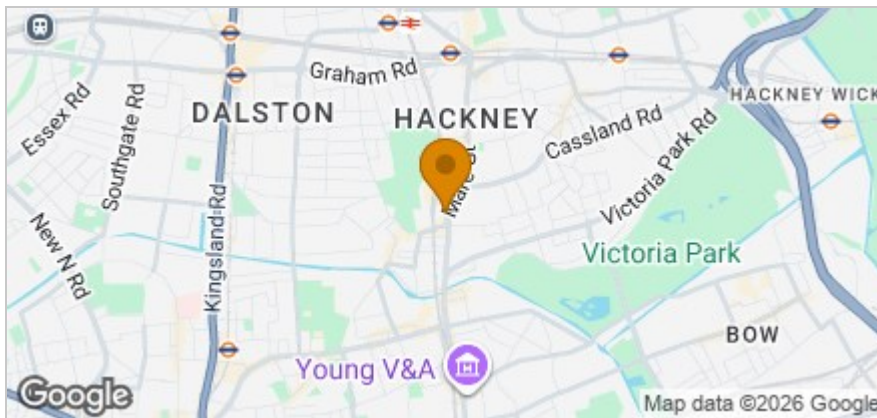 Graham Rd
Essex Rd
Southgate Rd
DALSTON
HACKNEY
HACKNEY WICK
Cassland Rd
Mare St
Victoria Park Rd
New N Rd
Kingsland Rd
Victoria Park
BOW
Young V&A
Google
Map data ©2026 Google